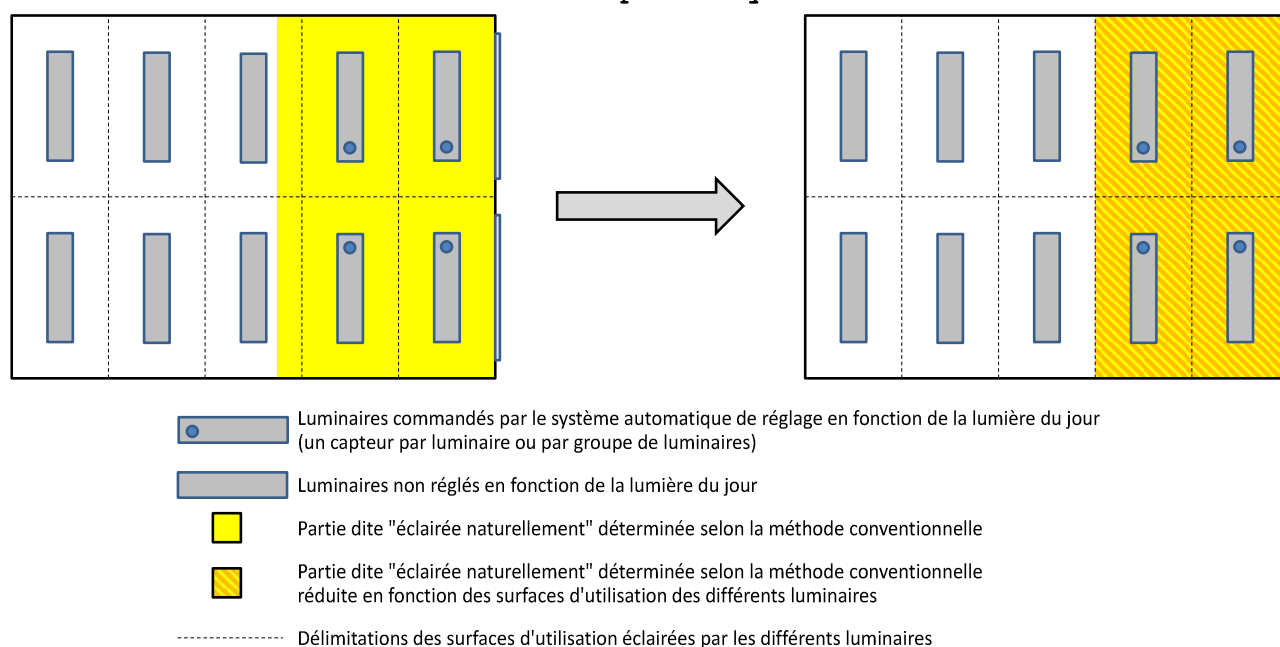 Luminaires commandés par le système automatique de réglage en fonction de la lumière du jour
(un capteur par luminaire ou par groupe de luminaires)
Luminaires non réglés en fonction de la lumière du jour
Partie dite "éclairée naturellement" déterminée selon la méthode conventionnelle
Partie dite "éclairée naturellement" déterminée selon la méthode conventionnelle
réduite en fonction des surfaces d'utilisation des différents luminaires
Délimitations des surfaces d'utilisation éclairées par les différents luminaires